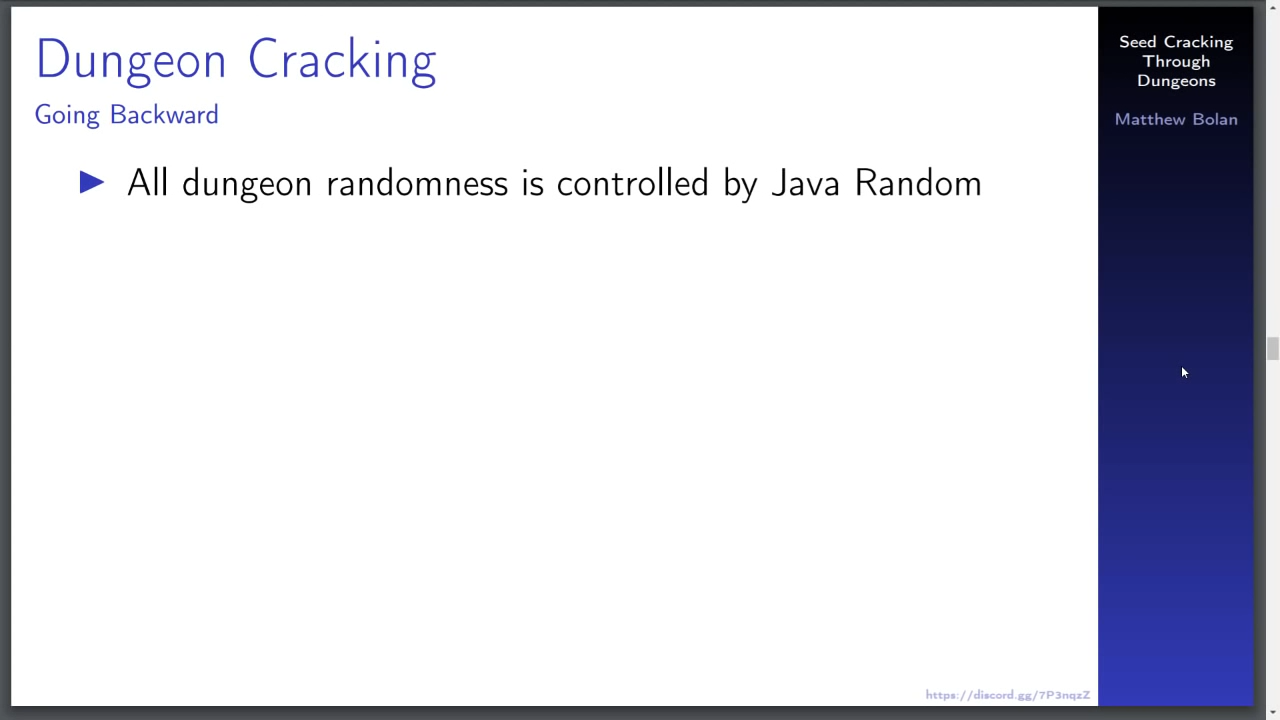 Dungeon Cracking
Going Backward
All dungeon randomness is controlled by Java Random
Seed Cracking
Through
Dungeons
Matthew Bolan
https://discord.gg/7P3nqzZ